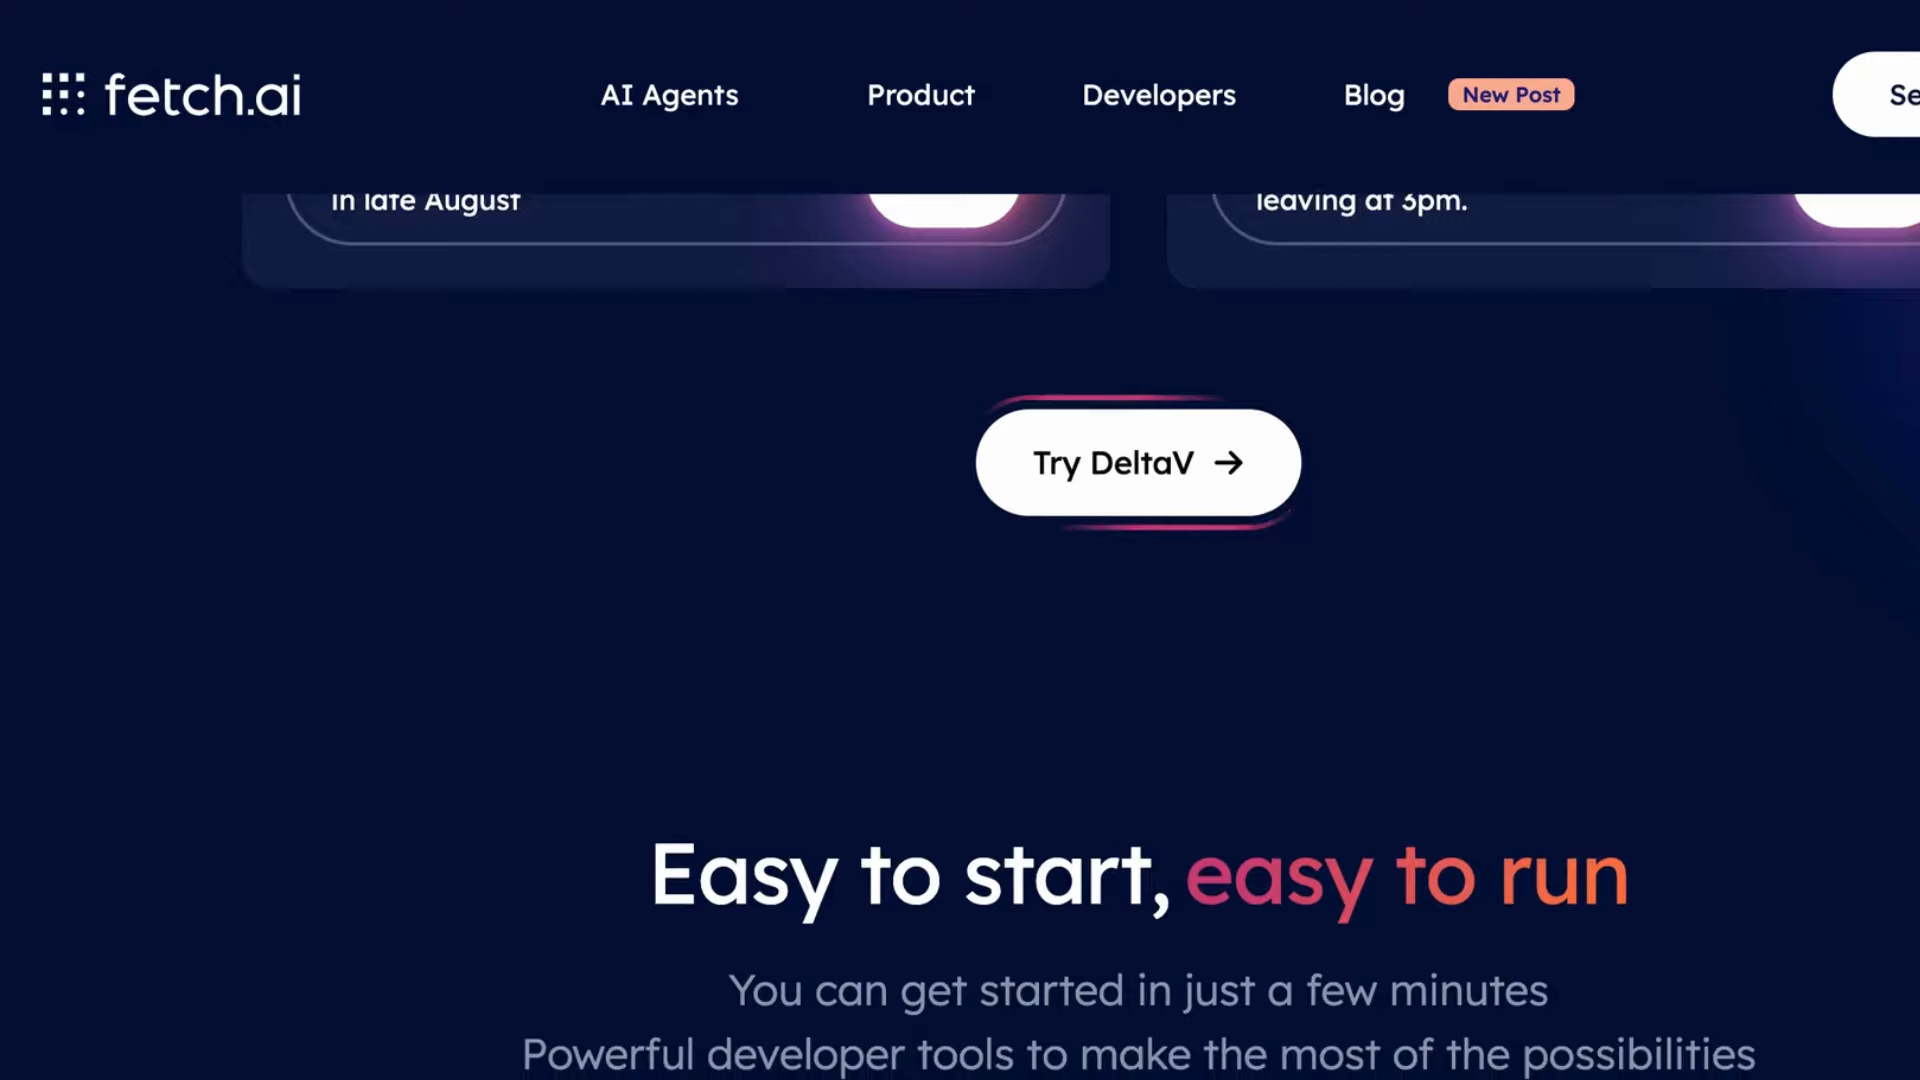 fetch.ai
AI Agents
Product
Developers
Blog
New Post
in late August
leaving at 3pm.
Try DeltaV →
Easy to start, easy to run
You can get started in just a few minutes
Powerful developer tools to make the most of the possibilities